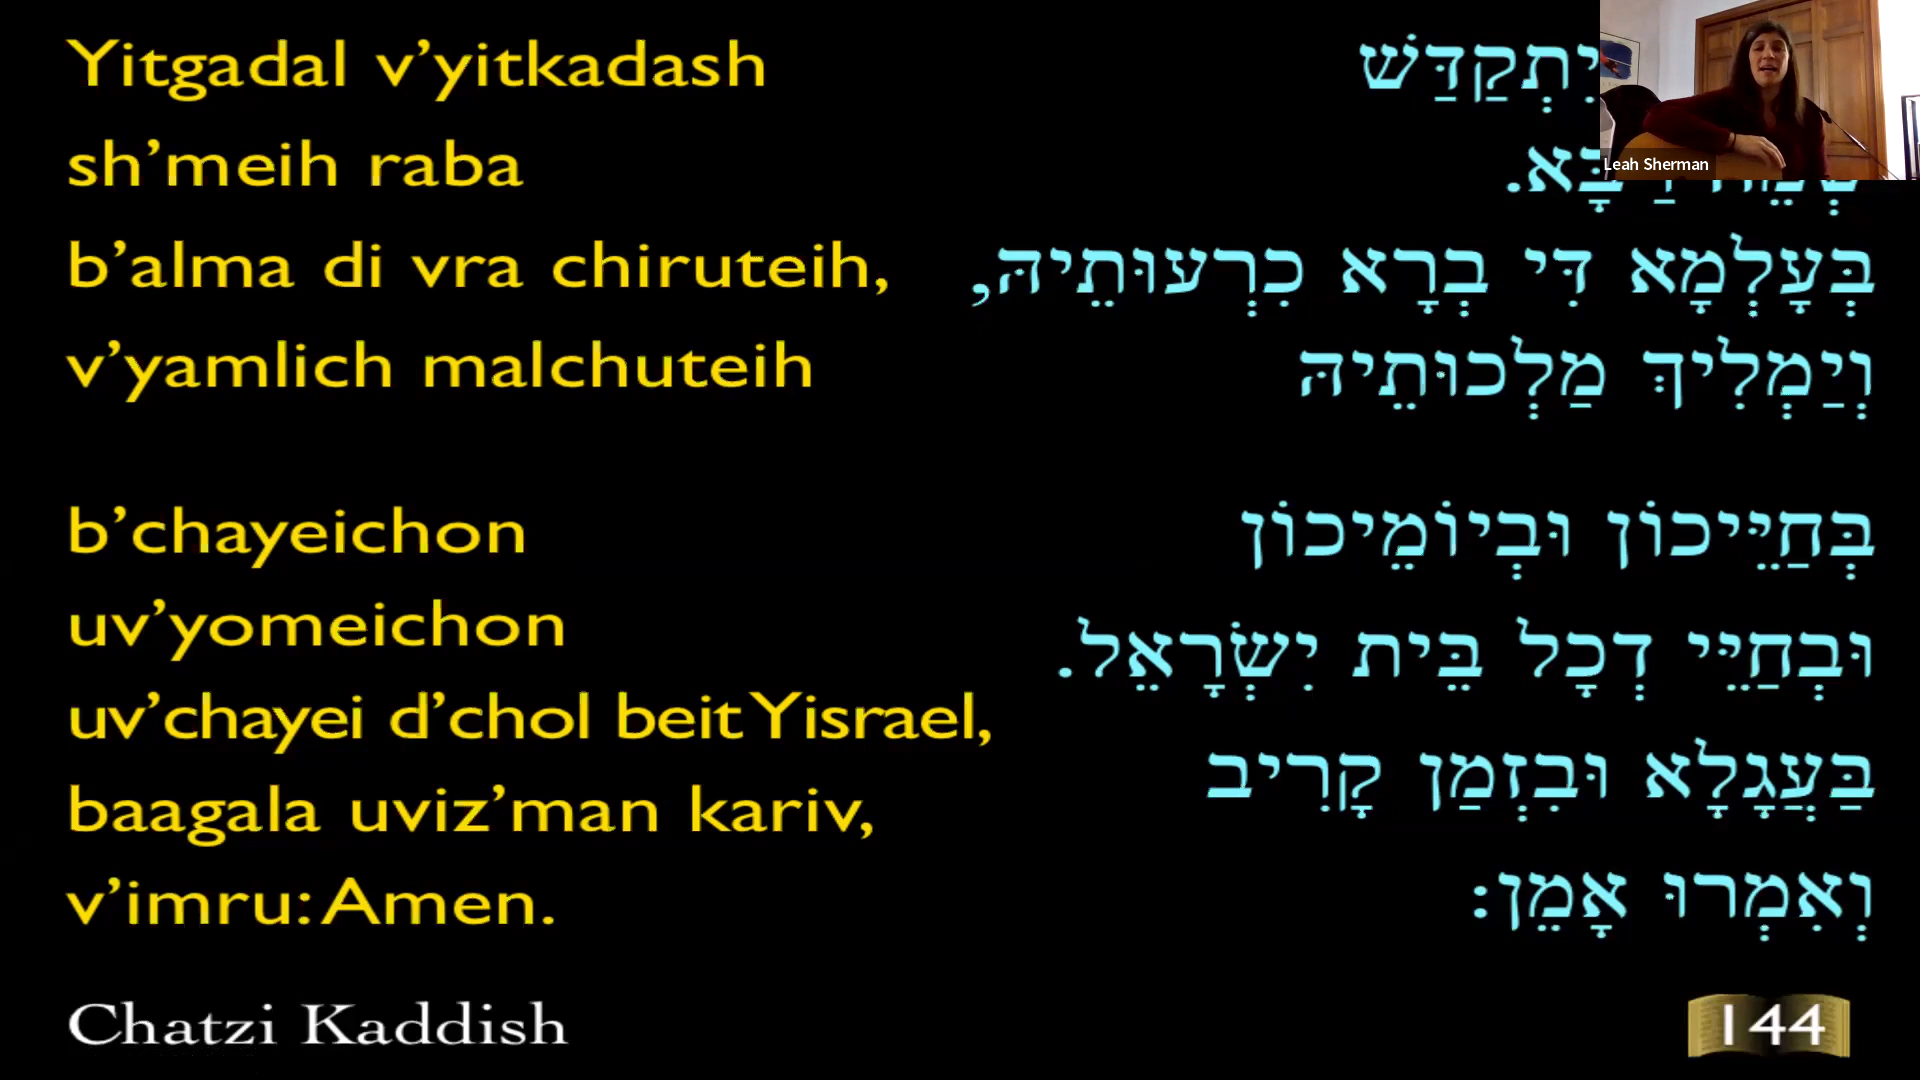 Yitgadal v’yitkadash
sh’meih raba
b’alma di vra chiruteih,
v’yamlich malchuteih
b’chayeichon
uv’yomeichon
uv’chayei d’chol beit Yisrael,
baagala uviz’man kariv,
v’imru: Amen.
יִתְקַדַּשׁ
בְּעָלְמָא דִּי בְרָא כִרְעוּתֵיהּ,
וְיַמְלִיךְ מַלְכוּתֵיהּ
בְּחַיֵּיכוֹן וּבְיוֹמֵיכוֹן
וּבְחַיֵּי דְכָל בֵּית יִשְׂרָאֵל.
בַּעֲגָלָא וּבִזְמַן קָרִיב
וְאִמְרוּ אָמֵן:
Leah Sherman
Chatzi Kaddish
144